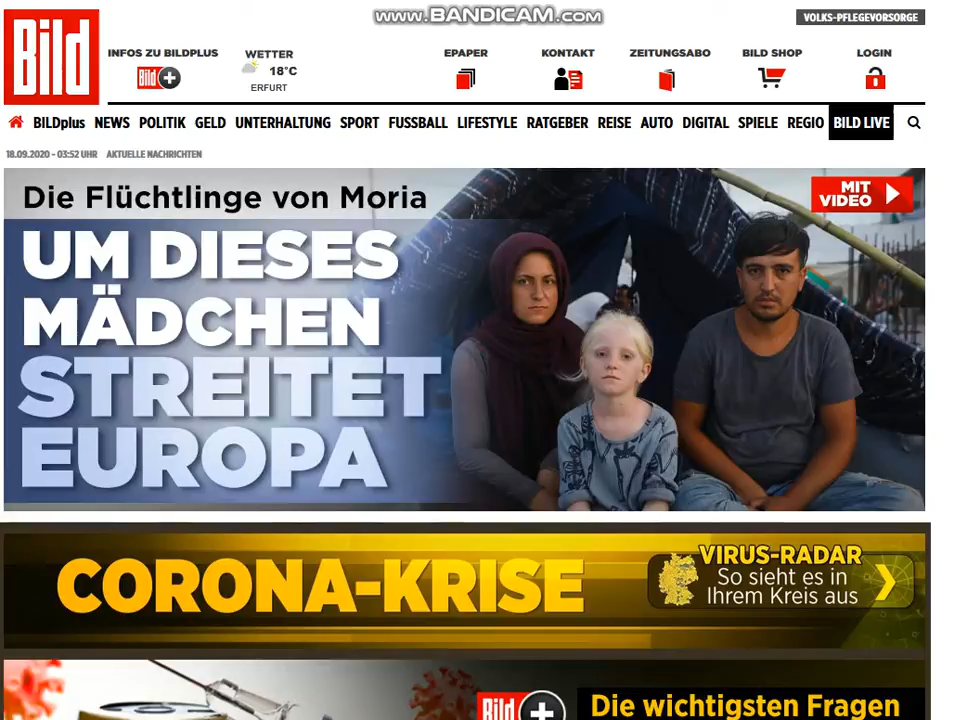 www.BANDICAM.com
VOLKS-PFLEGEVORSORGE
Bild
INFOS ZU BILDPLUS
Bild+
WETTER
18°C
ERFURT
EPAPER
KONTAKT
ZEITUNGSABO
BILD SHOP
LOGIN
BILDplus NEWS POLITIK GELD UNTERHALTUNG SPORT FUSSBALL LIFESTYLE RATGEBER REISE AUTO DIGITAL SPIELE REGIO BILD LIVE
18.09.2020 - 03:52 UHR AKTUELLE NACHRICHTEN
Die Flüchtlinge von Moria
MIT
VIDEO
UM DIESES
MÄDCHEN
STREITET
EUROPA
CORONA-KRISE
VIRUS-RADAR
So sieht es in
Ihrem Kreis aus
Bild+
Die wichtigsten Fragen